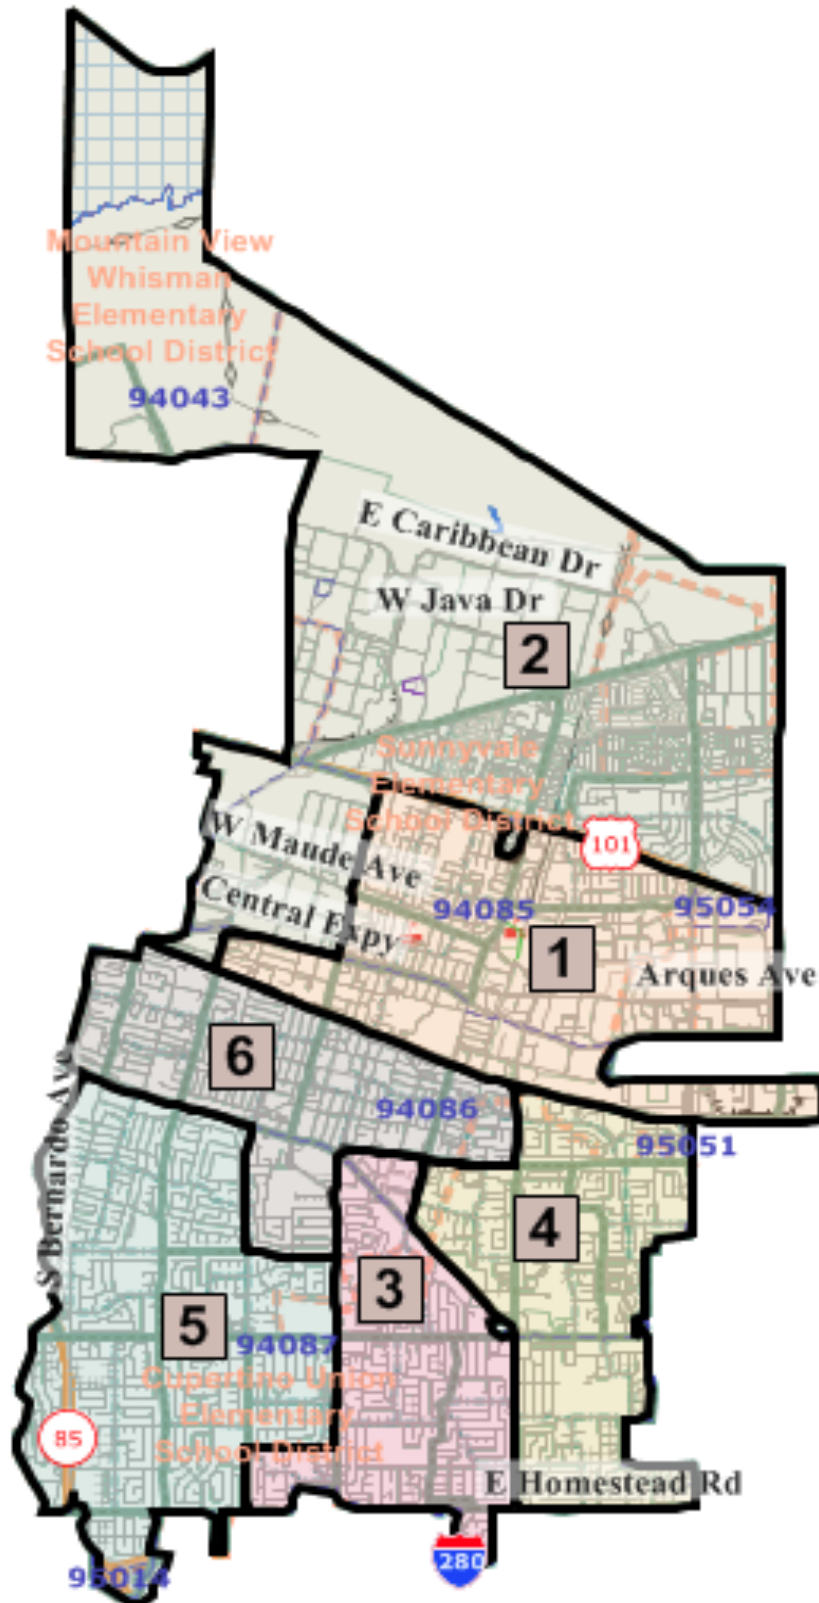 Mountain View
Whisman
Elementary
School District
94043
E Caribbean Dr
W Java Dr
2
Sunnyvale
Elementary
School District
101
W Maude Ave
Central Expy
94085
95054
1
Arques Ave
6
94086
95051
S Bernardo Ave
4
3
5
94087
Cupertino Union
Elementary
School District
85
E Homestead Rd
280
95014